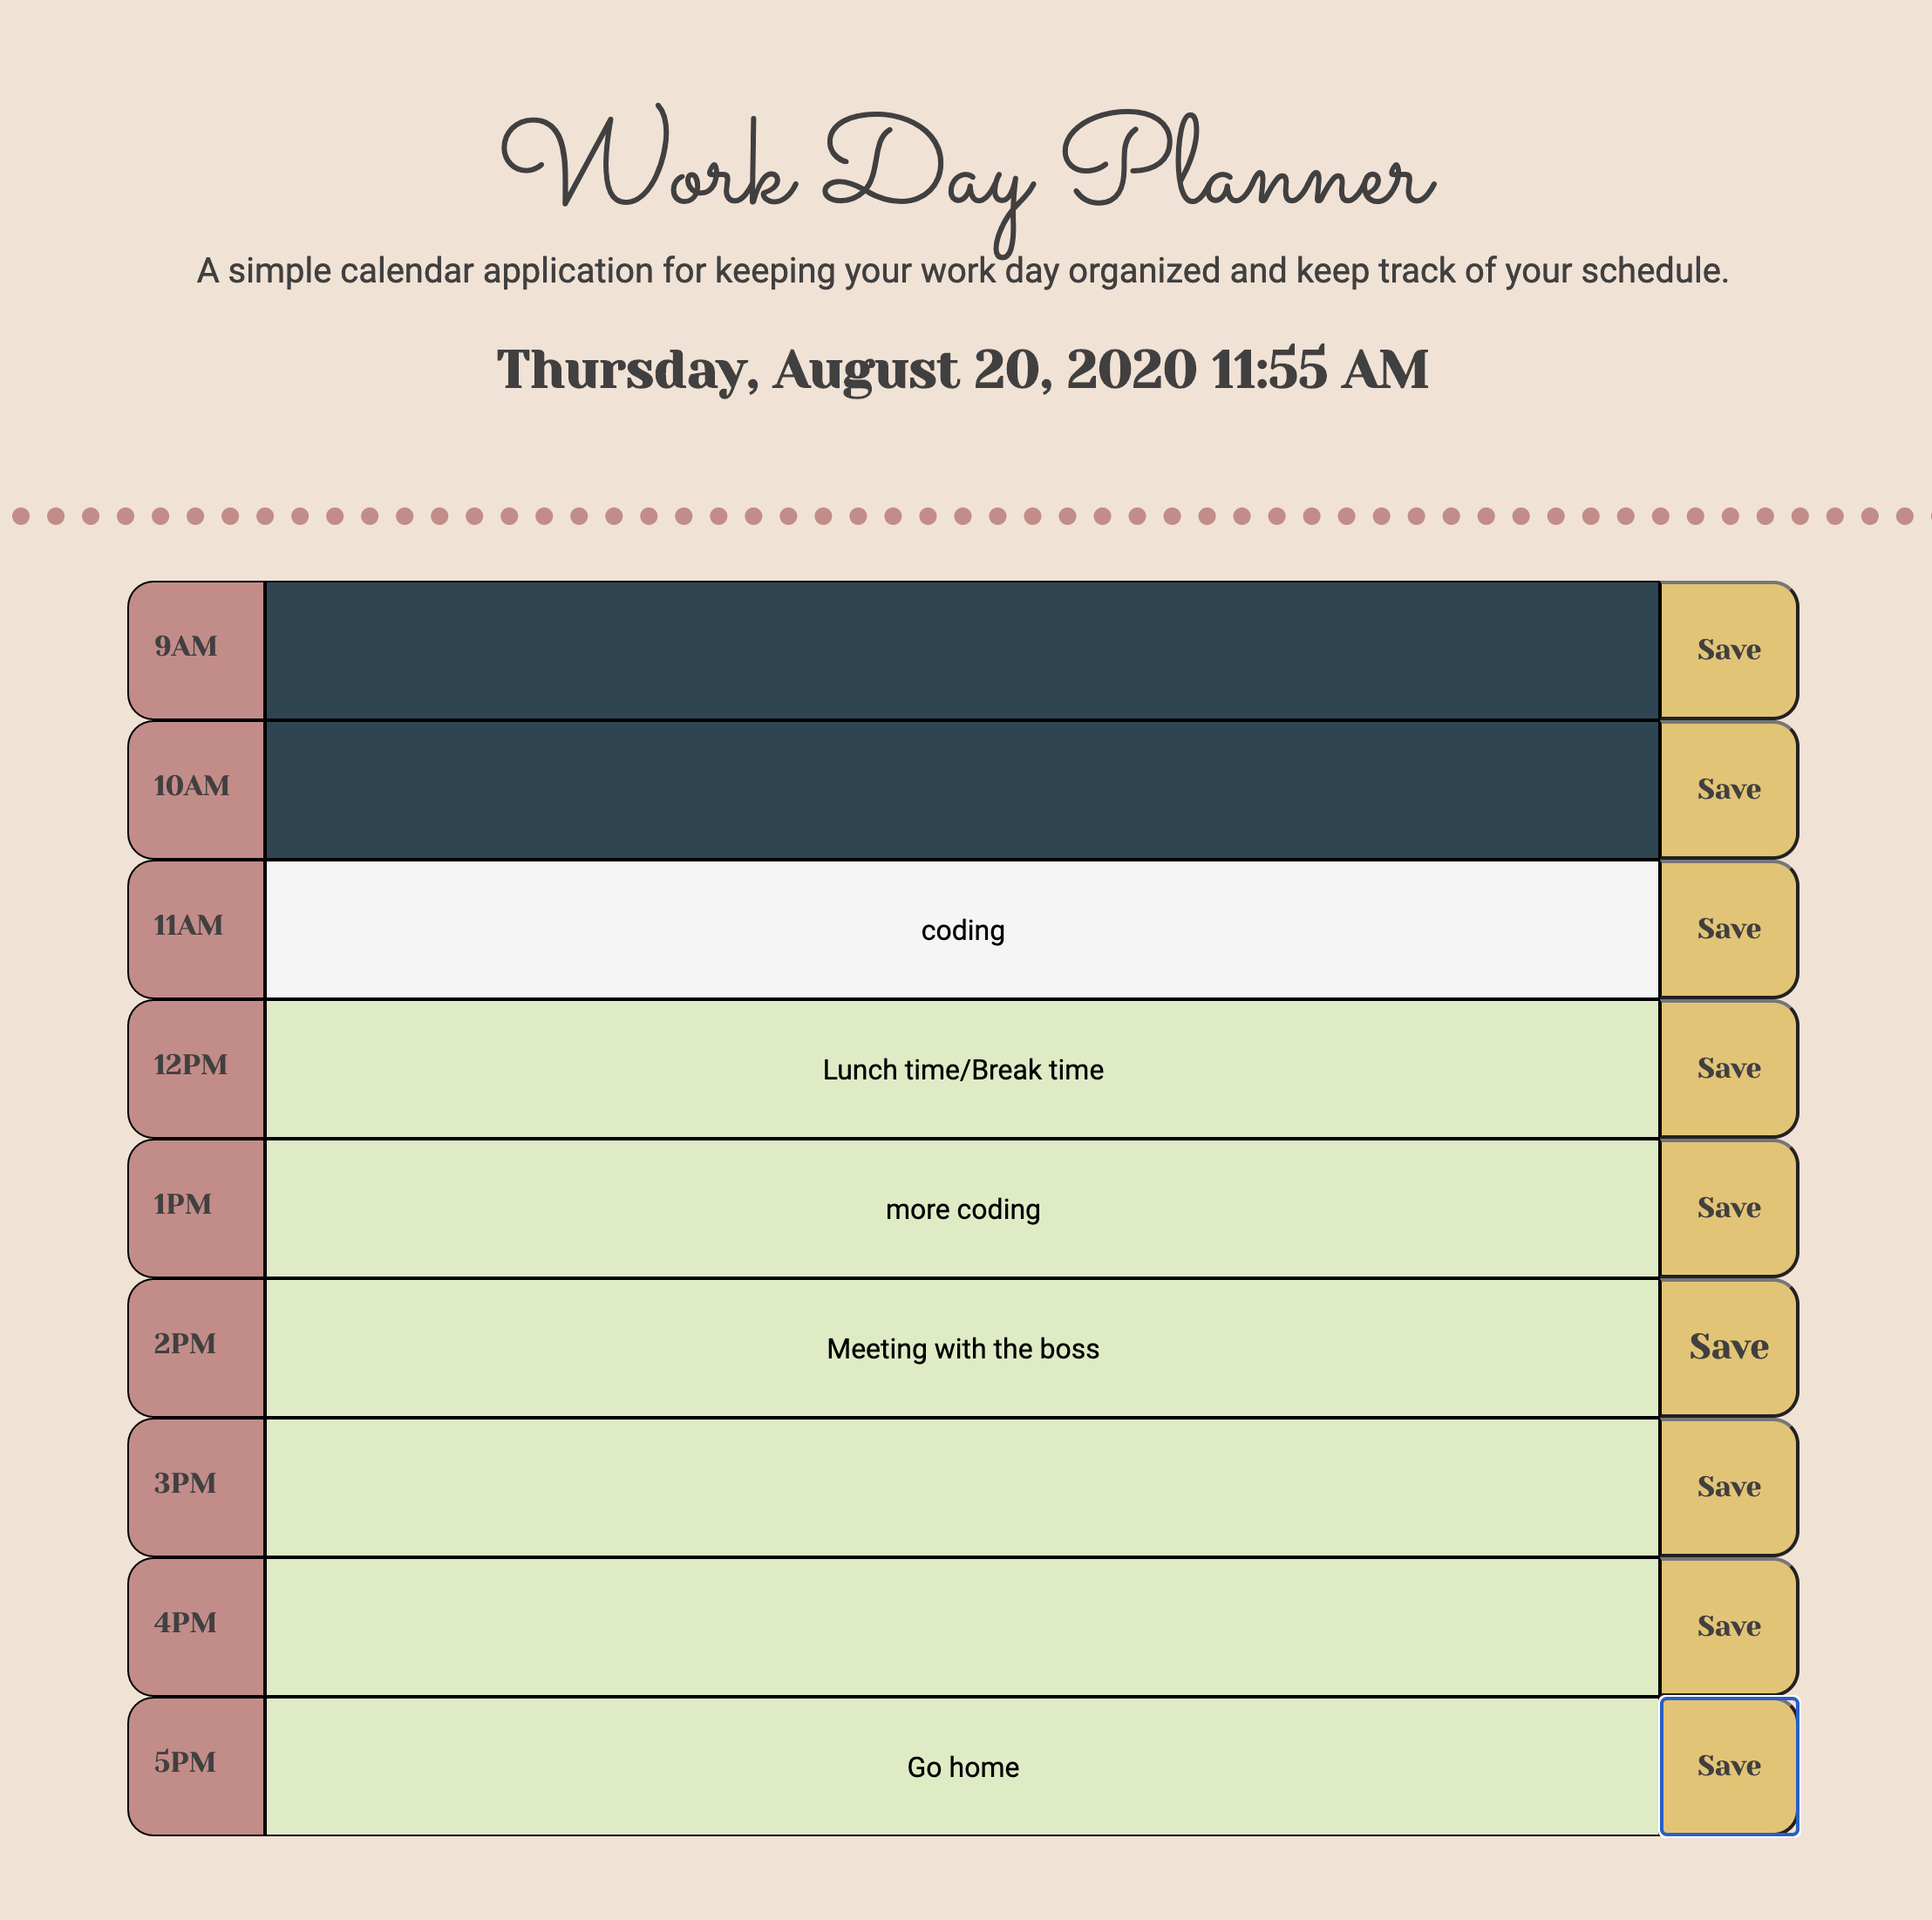 Work Day Planner
A simple calendar application for keeping your work day organized and keep track of your schedule.
Thursday, August 20, 2020 11:55 AM
9AM
Save
10AM
Save
11AM
coding
Save
12PM
Lunch time/Break time
Save
1PM
more coding
Save
2PM
Meeting with the boss
Save
3PM
Save
4PM
Save
5PM
Go home
Save